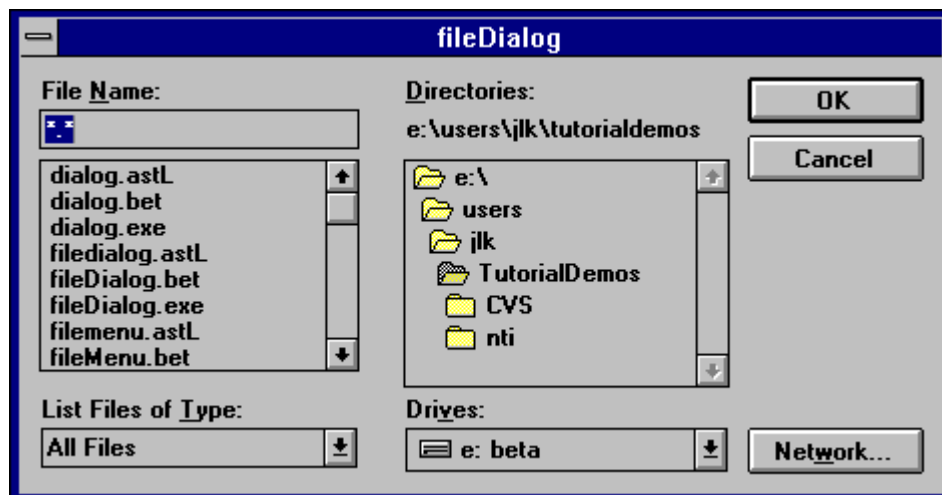 fileDialog
File Name:
*.*
dialog.astL
dialog.bet
dialog.exe
filedialog.astL
fileDialog.bet
fileDialog.exe
filemenu.astL
fileMenu.bet
List Files of Type:
All Files
Directories:
e:\users\jlk\tutorialdemos
e:\
users
jlk
TutorialDemos
CVS
nti
Drives:
e: beta
OK
Cancel
Network...